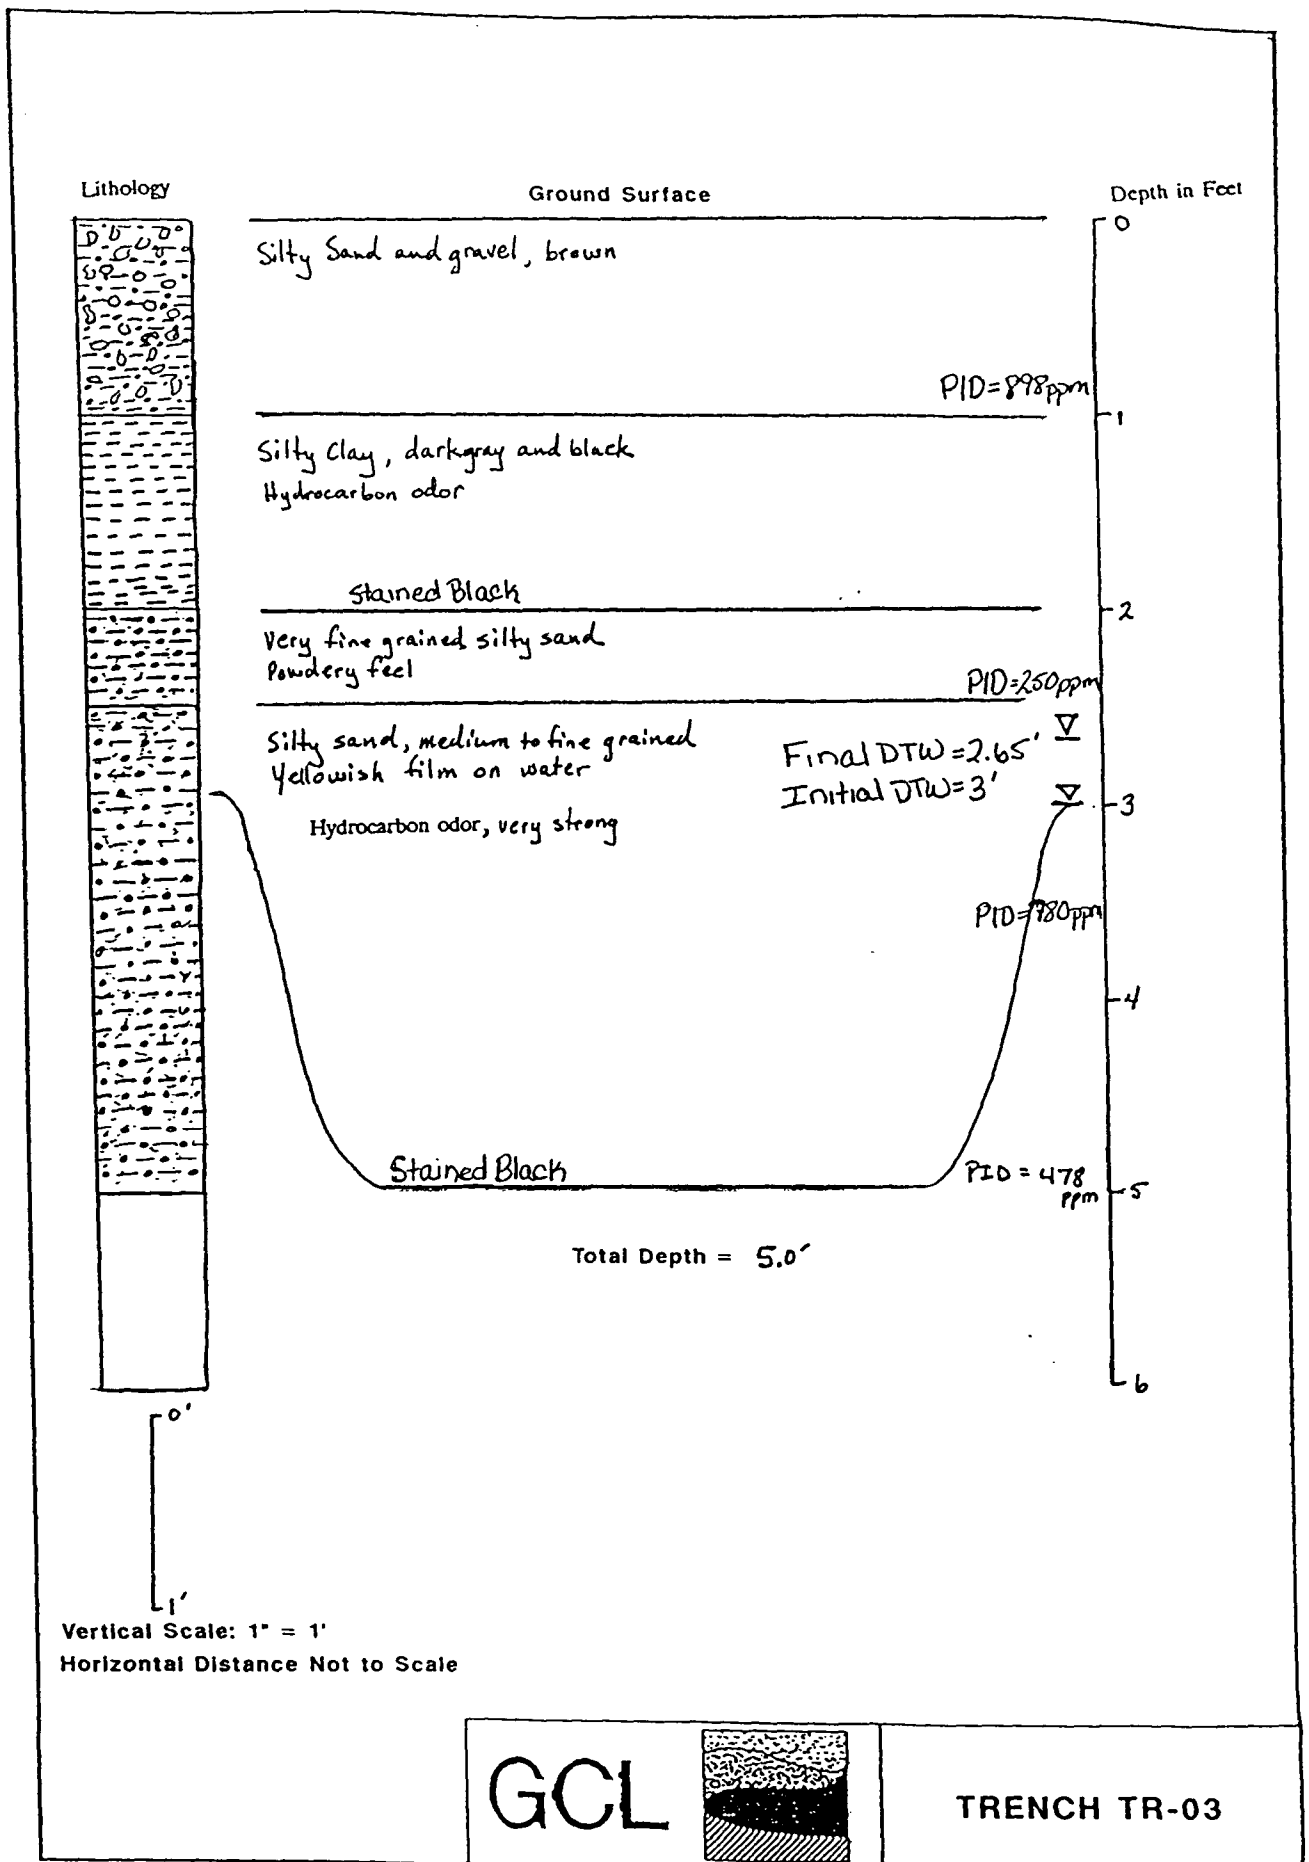 Lithology
Ground Surface
Depth in Feet
0
Silty Sand and gravel, brown
PID=898ppm
1
Silty Clay, darkgray and black
Hydrocarbon odor
Stained Black
2
Very fine grained silty sand
Powdery feel
PID=250ppm
Silty sand, medium to fine grained
Yellowish film on water
Final DTW=2.65'
Initial DTW=3'
3
Hydrocarbon odor, very strong
PID=780ppm
4
Stained Black
PID = 478
ppm
5
Total Depth = 5.0'
6
0'
1'
Vertical Scale: 1" = 1'
Horizontal Distance Not to Scale
GCL
TRENCH TR-03